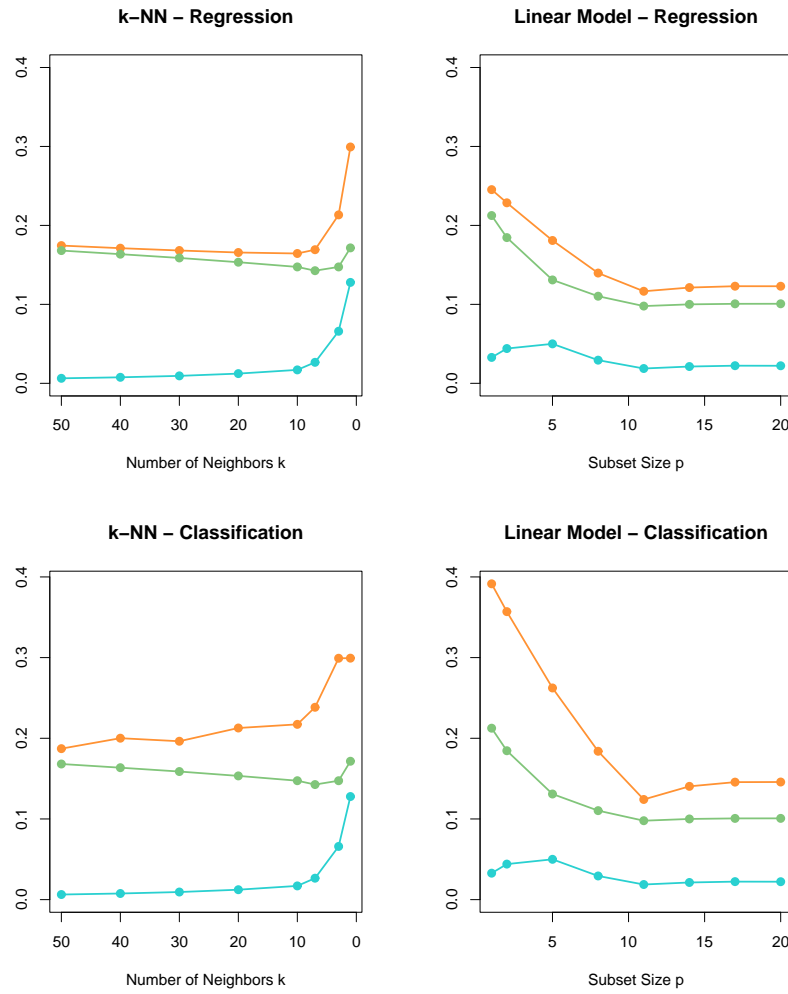 k−NN − Regression
0.0
0.1
0.2
0.3
0.4
50 40 30 20 10 0
Number of Neighbors k
Linear Model − Regression
0.0
0.1
0.2
0.3
0.4
5 10 15 20
Subset Size p
k−NN − Classification
0.0
0.1
0.2
0.3
0.4
50 40 30 20 10 0
Number of Neighbors k
Linear Model − Classification
0.0
0.1
0.2
0.3
0.4
5 10 15 20
Subset Size p